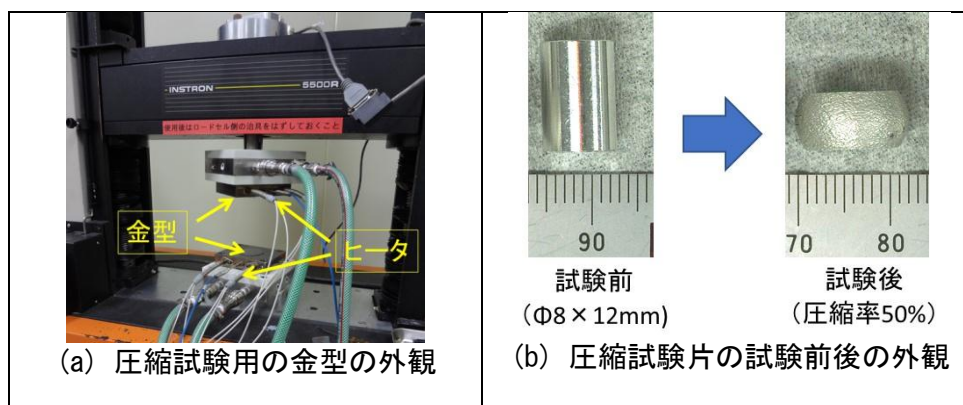 INSTRON 5500R
使用後はロードセル側の治具をはずしておくこと
金型
ヒータ
(a) 圧縮試験用の金型の外観
90
70 80
試験前
(Φ8×12mm)
試験後
(圧縮率50%)
(b) 圧縮試験片の試験前後の外観